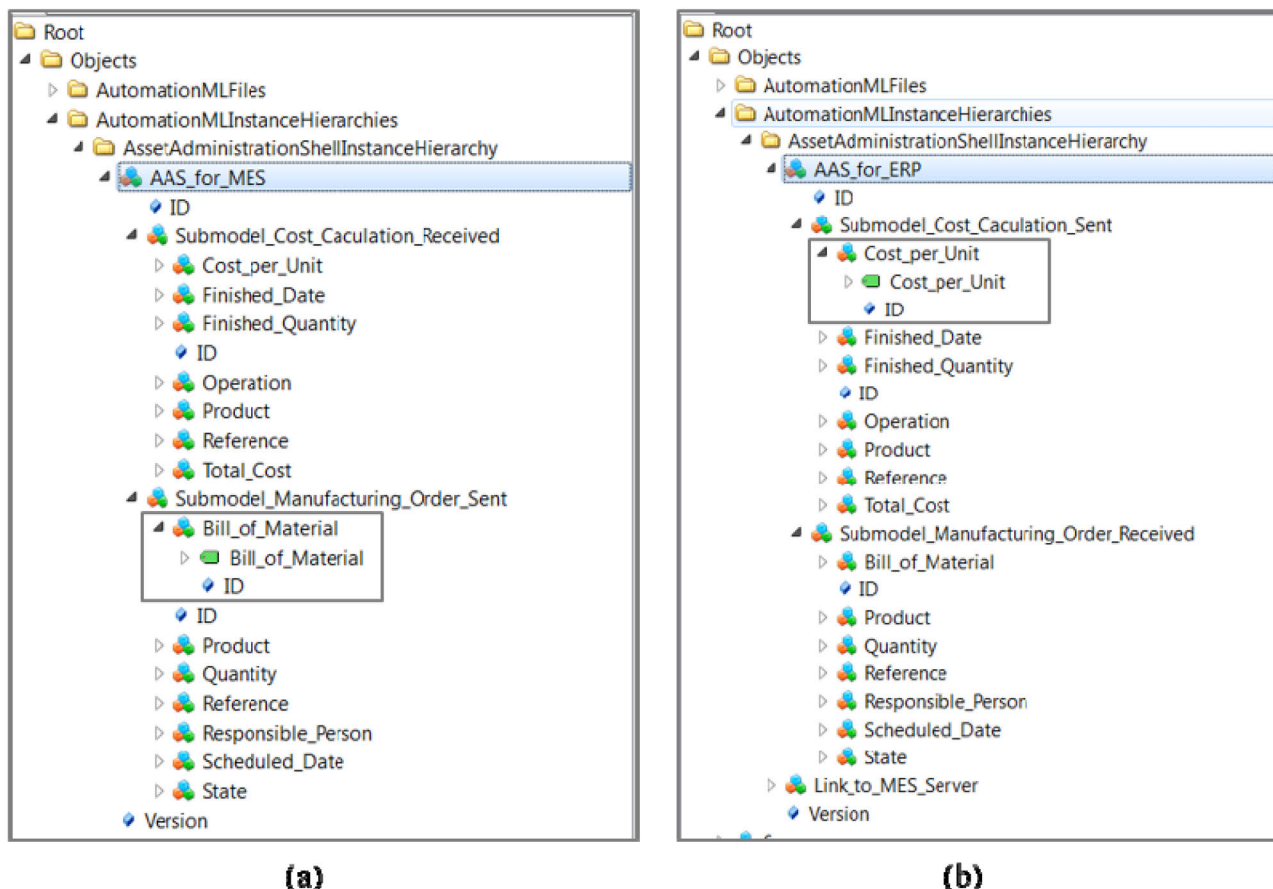 Root
Objects
AutomationMLFiles
AutomationMLInstanceHierarchies
AssetAdministrationShellInstanceHierarchy
AAS_for_MES
ID
Submodel_Cost_Caculation_Received
Cost_per_Unit
Finished_Date
Finished_Quantity
ID
Operation
Product
Reference
Total_Cost
Submodel_Manufacturing_Order_Sent
Bill_of_Material
Bill_of_Material
ID
ID
Product
Quantity
Reference
Responsible_Person
Scheduled_Date
State
Version
(a)
Root
Objects
AutomationMLFiles
AutomationMLInstanceHierarchies
AssetAdministrationShellInstanceHierarchy
AAS_for_ERP
ID
Submodel_Cost_Caculation_Sent
Cost_per_Unit
Cost_per_Unit
ID
Finished_Date
Finished_Quantity
ID
Operation
Product
Reference
Total_Cost
Submodel_Manufacturing_Order_Received
Bill_of_Material
ID
Product
Quantity
Reference
Responsible_Person
Scheduled_Date
State
Link_to_MES_Server
Version
(b)